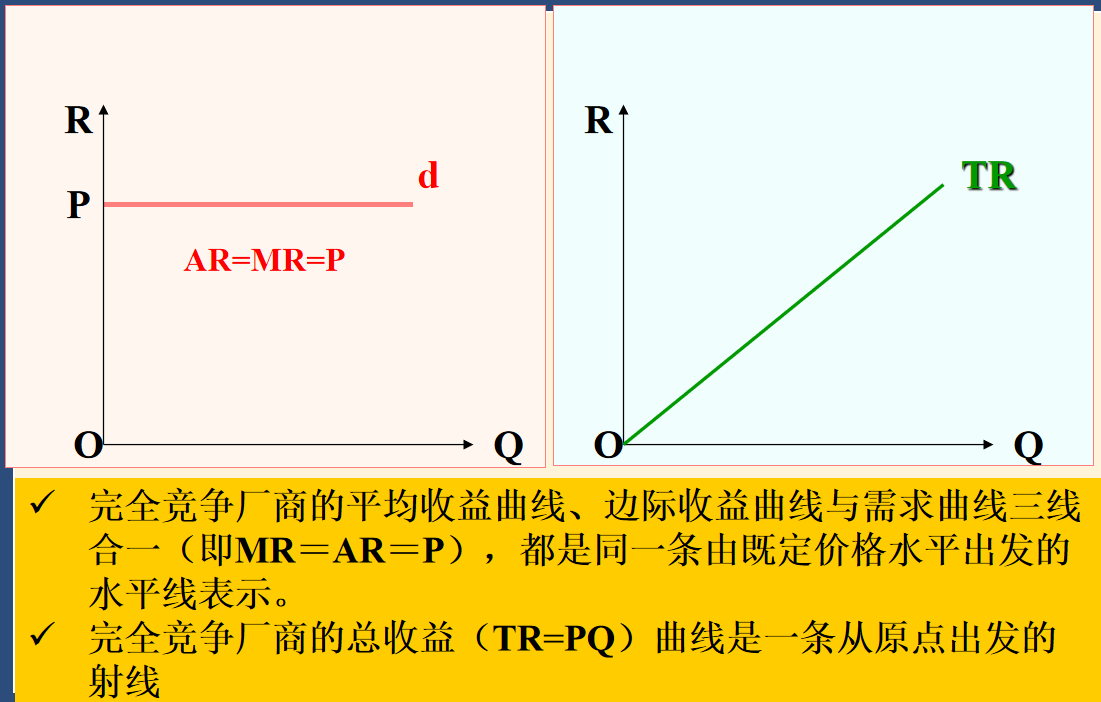 R
P
d
AR=MR=P
O
Q
R
TR
O
Q
✓ 完全竞争厂商的平均收益曲线、边际收益曲线与需求曲线三线
合一（即MR＝AR＝P），都是同一条由既定价格水平出发的
水平线表示。
✓ 完全竞争厂商的总收益（TR=PQ）曲线是一条从原点出发的
射线